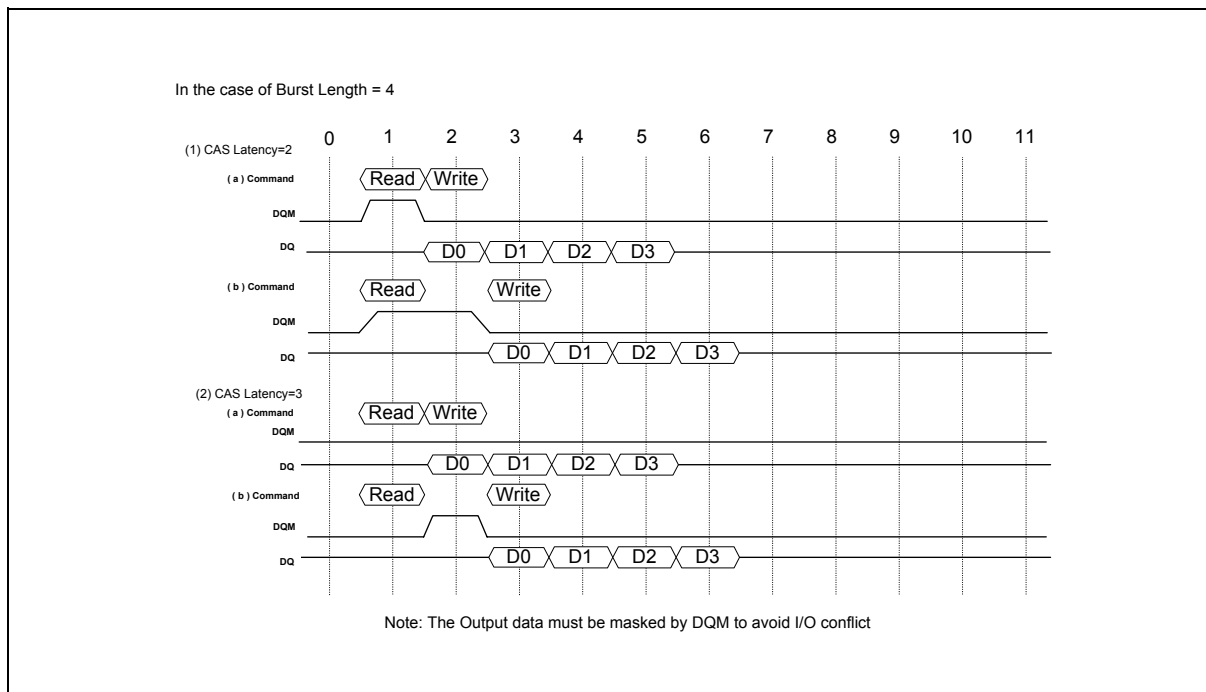 In the case of Burst Length = 4
0 1 2 3 4 5 6 7 8 9 10 11
(1) CAS Latency=2
( a ) Command Read Write
DQM
DQ D0 D1 D2 D3
( b ) Command Read Write
DQM
DQ D0 D1 D2 D3
(2) CAS Latency=3
( a ) Command Read Write
DQM
DQ D0 D1 D2 D3
( b ) Command Read Write
DQM
DQ D0 D1 D2 D3
Note: The Output data must be masked by DQM to avoid I/O conflict